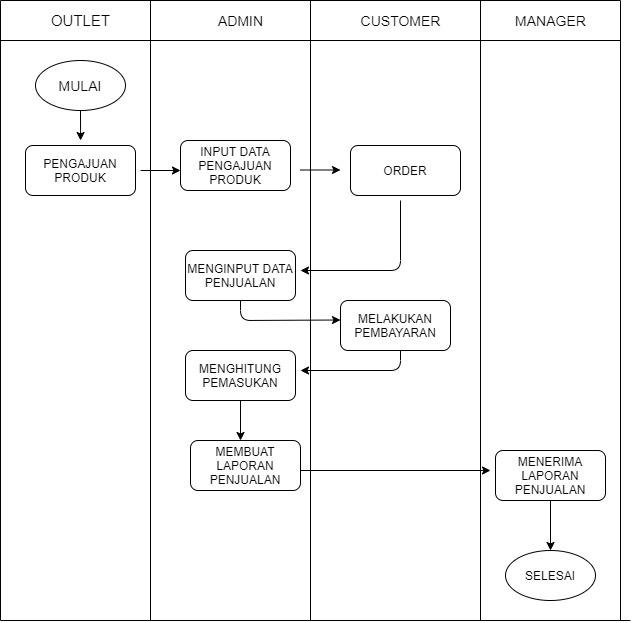 OUTLET
ADMIN
CUSTOMER
MANAGER
MULAI
PENGAJUAN
PRODUK
INPUT DATA
PENGAJUAN
PRODUK
ORDER
MENGINPUT DATA
PENJUALAN
MELAKUKAN
PEMBAYARAN
MENGHITUNG
PEMASUKAN
MEMBUAT
LAPORAN
PENJUALAN
MENERIMA
LAPORAN
PENJUALAN
SELESAI